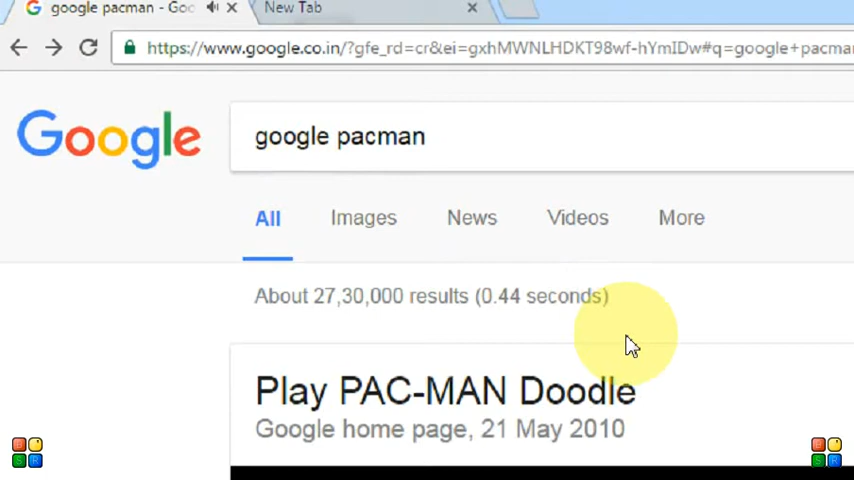 google pacman - Goo
New Tab
https://www.google.co.in/?gfe_rd=cr&ei=gxhMWNLHDKT98wf-hYmIDw#q=google+pacma
Google
google pacman
All Images News Videos More
About 27,30,000 results (0.44 seconds)
Play PAC-MAN Doodle
Google home page, 21 May 2010